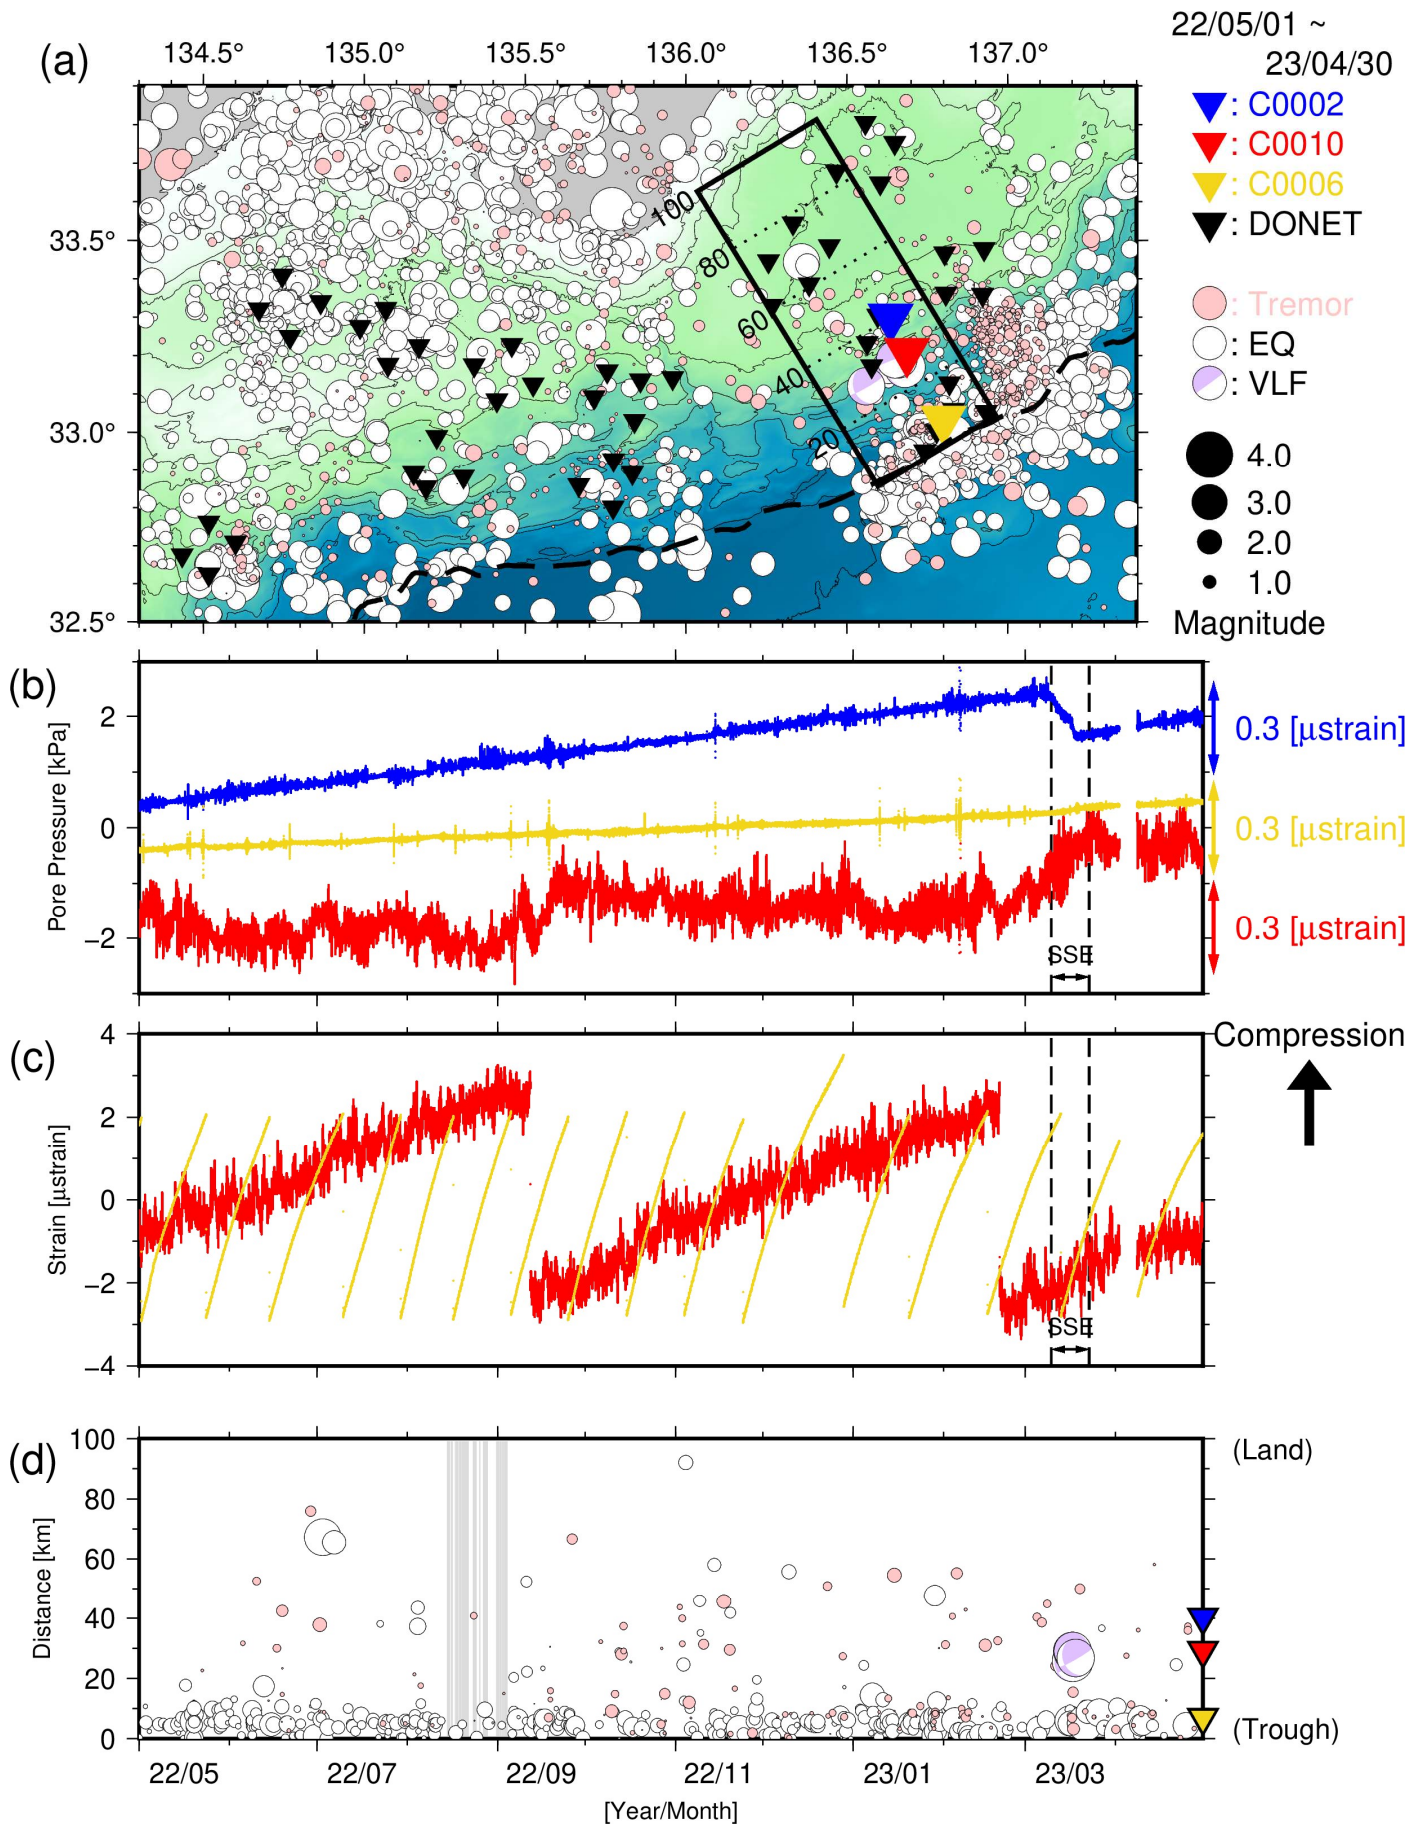 (a)
134.5° 135.0° 135.5° 136.0° 136.5° 137.0°
22/05/01 ~
23/04/30
: C0002
: C0010
: C0006
: DONET
: Tremor
: EQ
: VLF
4.0
3.0
2.0
1.0
Magnitude
33.5°
33.0°
32.5°
100
80
60
40
20
(b)
Pore Pressure [kPa]
2
0
−2
0.3 [µstrain]
0.3 [µstrain]
0.3 [µstrain]
SSE
(c)
Strain [µstrain]
4
2
0
−2
−4
Compression
SSE
(d)
Distance [km]
100
80
60
40
20
0
(Land)
(Trough)
22/05 22/07 22/09 22/11 23/01 23/03
[Year/Month]